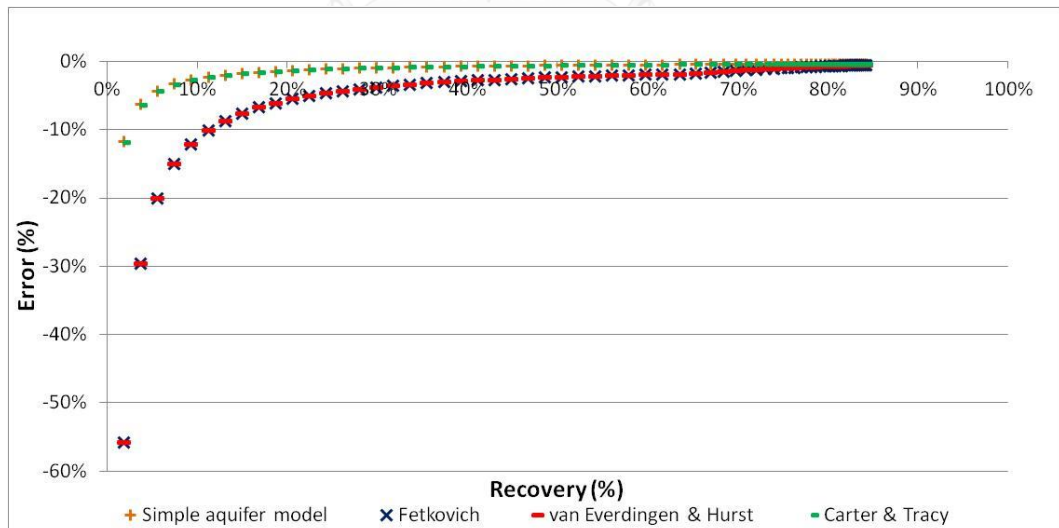 0%
0% 10% 20% 30% 40% 50% 60% 70% 80% 90% 100%
-10%
-20%
-30%
-40%
-50%
-60%
Error (%)
Recovery (%)
Simple aquifer model Fetkovich van Everdingen & Hurst Carter & Tracy